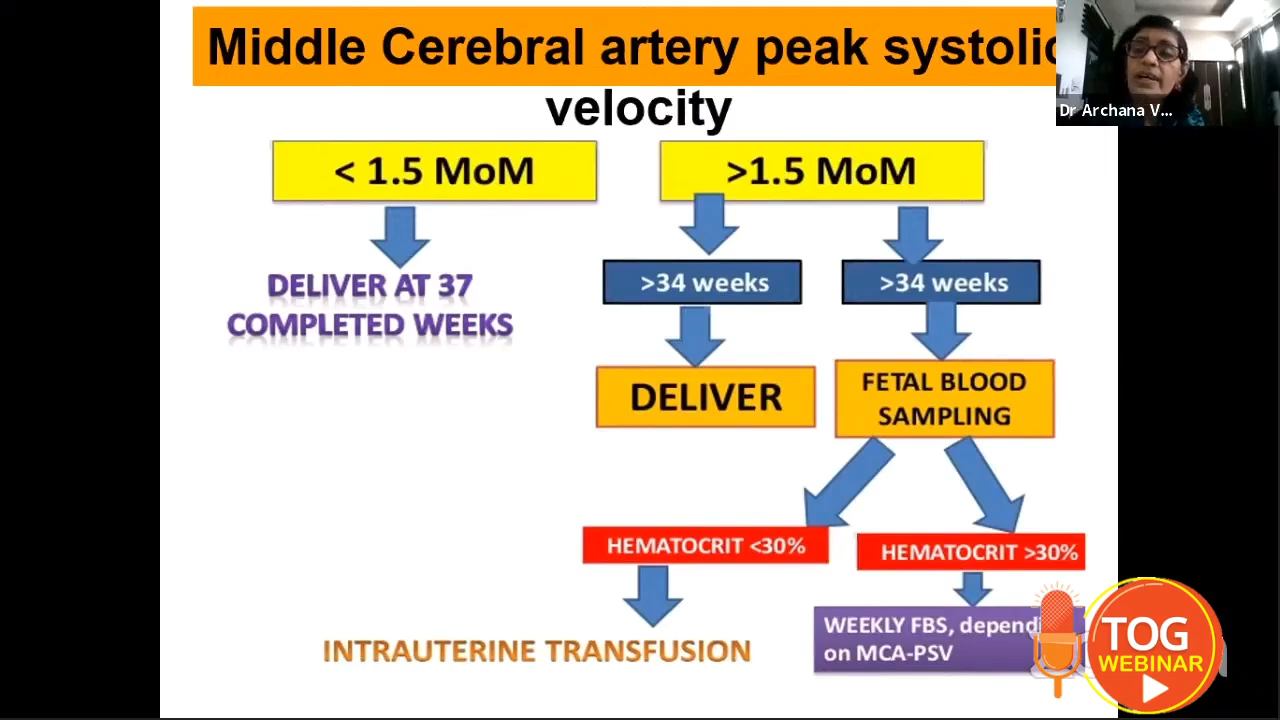 Middle Cerebral artery peak systolic
velocity
Dr Archana V...
< 1.5 MoM
>1.5 MoM
DELIVER AT 37
COMPLETED WEEKS
>34 weeks
>34 weeks
DELIVER
FETAL BLOOD
SAMPLING
HEMATOCRIT <30%
HEMATOCRIT >30%
INTRAUTERINE TRANSFUSION
WEEKLY FBS, depend
on MCA-PSV
TOG
WEBINAR